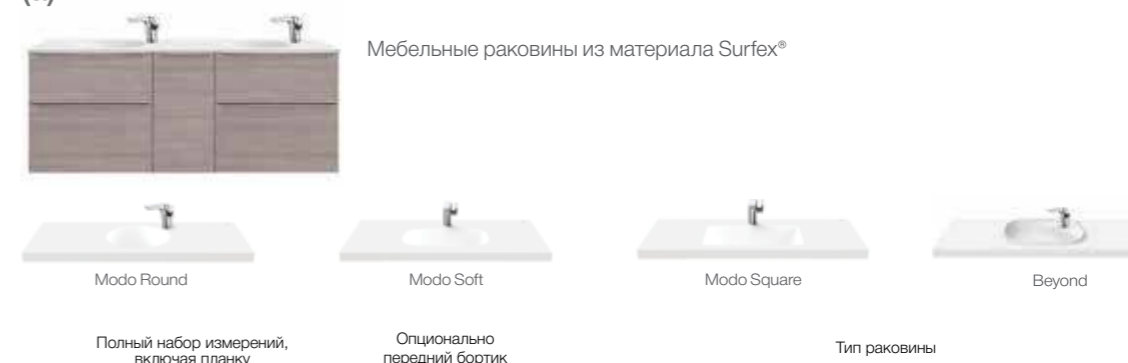 Мебельные раковины из материала Surfex®
Modo Round
Modo Soft
Modo Square
Beyond
Полный набор измерений,
включая планку
Опционально
передний бортик
Тип раковины